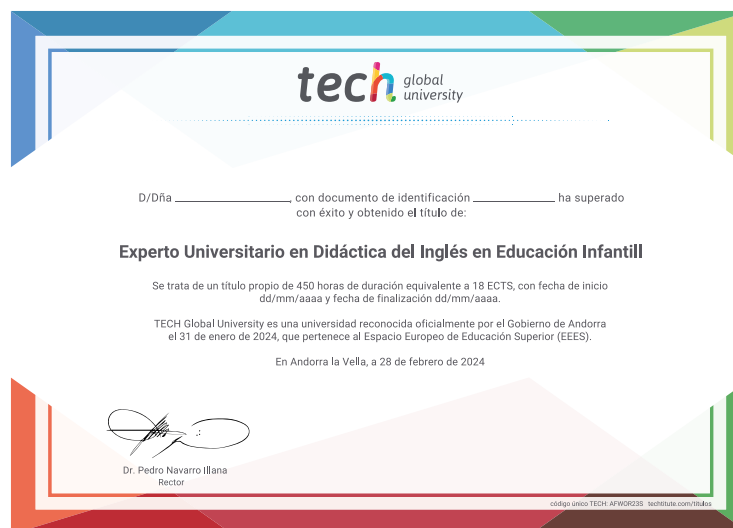 tech global
university
D/Dña ______________, con documento de identificación __________ ha superado
con éxito y obtenido el título de:
Experto Universitario en Didáctica del Inglés en Educación Infantill
Se trata de un título propio de 450 horas de duración equivalente a 18 ECTS, con fecha de inicio
dd/mm/aaaa y fecha de finalización dd/mm/aaaa.
TECH Global University es una universidad reconocida oficialmente por el Gobierno de Andorra
el 31 de enero de 2024, que pertenece al Espacio Europeo de Educación Superior (EEES).
En Andorra la Vella, a 28 de febrero de 2024
Dr. Pedro Navarro Illana
Rector
código único TECH: AFWOR23S techtitute.com/titulos